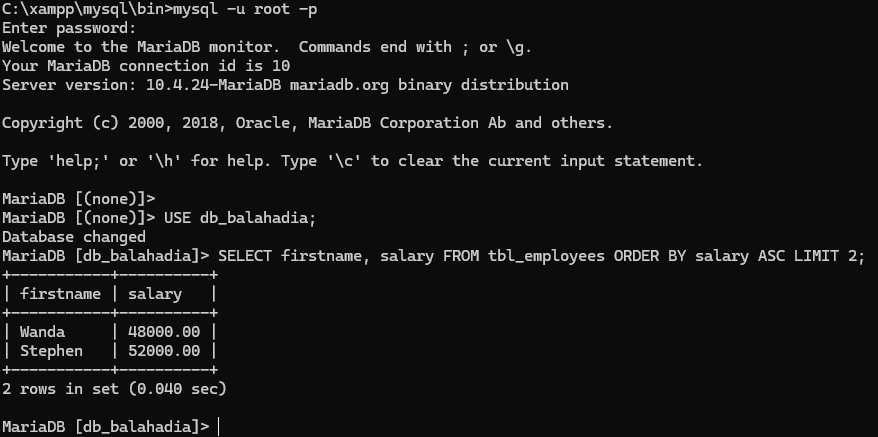 C:\xampp\mysql\bin>mysql -u root -p
Enter password:
Welcome to the MariaDB monitor.  Commands end with ; or \g.
Your MariaDB connection id is 10
Server version: 10.4.24-MariaDB mariadb.org binary distribution

Copyright (c) 2000, 2018, Oracle, MariaDB Corporation Ab and others.

Type 'help;' or '\h' for help. Type '\c' to clear the current input statement.

MariaDB [(none)]>
MariaDB [(none)]> USE db_balahadia;
Database changed
MariaDB [db_balahadia]> SELECT firstname, salary FROM tbl_employees ORDER BY salary ASC LIMIT 2;
+-----------+----------+
| firstname | salary   |
+-----------+----------+
| Wanda     | 48000.00 |
| Stephen   | 52000.00 |
+-----------+----------+
2 rows in set (0.040 sec)

MariaDB [db_balahadia]>